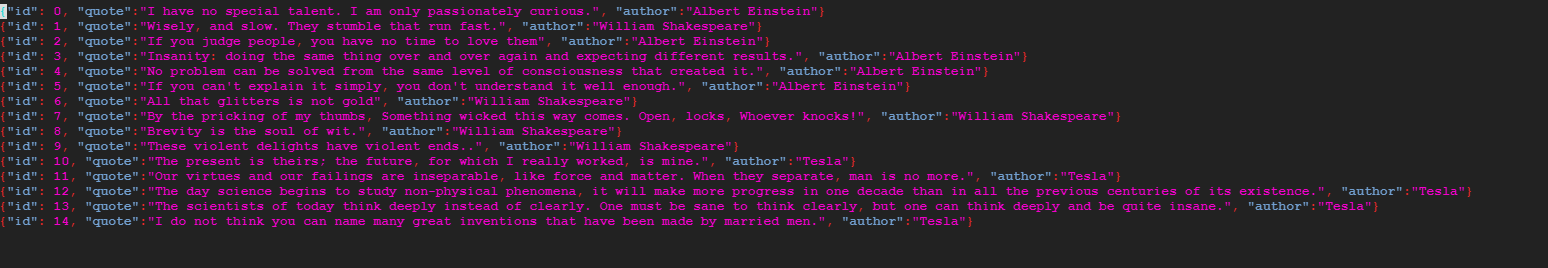 {"id": 0, "quote":"I have no special talent. I am only passionately curious.", "author":"Albert Einstein"}
{"id": 1, "quote":"Wisely, and slow. They stumble that run fast.", "author":"William Shakespeare"}
{"id": 2, "quote":"If you judge people, you have no time to love them", "author":"Albert Einstein"}
{"id": 3, "quote":"Insanity: doing the same thing over and over again and expecting different results.", "author":"Albert Einstein"}
{"id": 4, "quote":"No problem can be solved from the same level of consciousness that created it.", "author":"Albert Einstein"}
{"id": 5, "quote":"If you can't explain it simply, you don't understand it well enough.", "author":"Albert Einstein"}
{"id": 6, "quote":"All that glitters is not gold", "author":"William Shakespeare"}
{"id": 7, "quote":"By the pricking of my thumbs, Something wicked this way comes. Open, locks, Whoever knocks!", "author":"William Shakespeare"}
{"id": 8, "quote":"Brevity is the soul of wit.", "author":"William Shakespeare"}
{"id": 9, "quote":"These violent delights have violent ends..", "author":"William Shakespeare"}
{"id": 10, "quote":"The present is theirs; the future, for which I really worked, is mine.", "author":"Tesla"}
{"id": 11, "quote":"Our virtues and our failings are inseparable, like force and matter. When they separate, man is no more.", "author":"Tesla"}
{"id": 12, "quote":"The day science begins to study non-physical phenomena, it will make more progress in one decade than in all the previous centuries of its existence.", "author":"Tesla"}
{"id": 13, "quote":"The scientists of today think deeply instead of clearly. One must be sane to think clearly, but one can think deeply and be quite insane.", "author":"Tesla"}
{"id": 14, "quote":"I do not think you can name many great inventions that have been made by married men.", "author":"Tesla"}